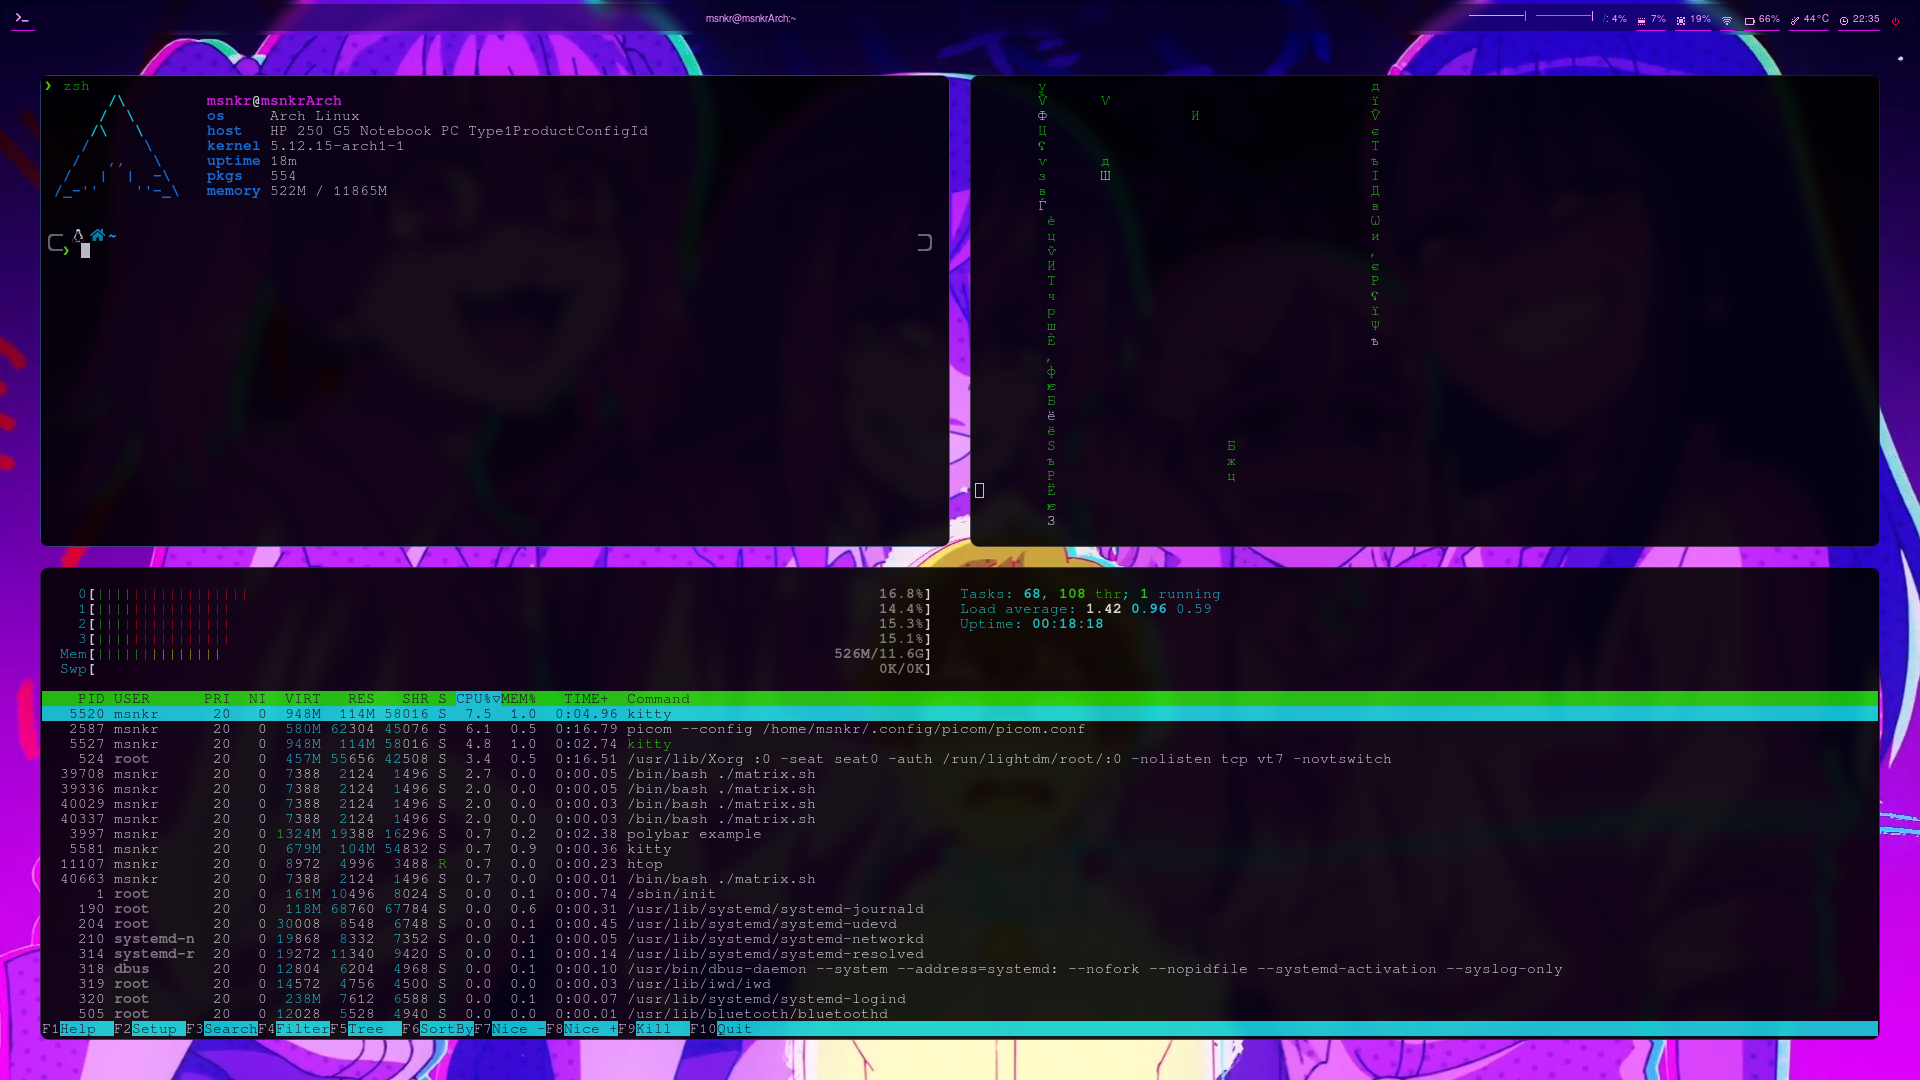 msnkr@msnkrArch:~
4% 7% 19% 66% 44°C 22:35
❯ zsh
msnkr@msnkrArch
os Arch Linux
host HP 250 G5 Notebook PC Type1ProductConfigId
kernel 5.12.15-arch1-1
uptime 18m
pkgs 554
memory 522M / 11865M
~
❯
0[ 16.8%]
1[ 14.4%]
2[ 15.3%]
3[ 15.1%]
Mem[ 526M/11.6G]
Swp[ 0K/0K]
Tasks: 68, 108 thr; 1 running
Load average: 1.42 0.96 0.59
Uptime: 00:18:18
PID USER PRI NI VIRT RES SHR S CPU%▽MEM% TIME+ Command
5520 msnkr 20 0 948M 114M 58016 S 7.5 1.0 0:04.96 kitty
2587 msnkr 20 0 580M 62304 45076 S 6.1 0.5 0:16.79 picom --config /home/msnkr/.config/picom/picom.conf
5527 msnkr 20 0 948M 114M 58016 S 4.8 1.0 0:02.74 kitty
524 root 20 0 457M 55656 42508 S 3.4 0.5 0:16.51 /usr/lib/Xorg :0 -seat seat0 -auth /run/lightdm/root/:0 -nolisten tcp vt7 -novtswitch
39708 msnkr 20 0 7388 2124 1496 S 2.7 0.0 0:00.05 /bin/bash ./matrix.sh
39336 msnkr 20 0 7388 2124 1496 S 2.0 0.0 0:00.05 /bin/bash ./matrix.sh
40029 msnkr 20 0 7388 2124 1496 S 2.0 0.0 0:00.03 /bin/bash ./matrix.sh
40337 msnkr 20 0 7388 2124 1496 S 2.0 0.0 0:00.03 /bin/bash ./matrix.sh
3997 msnkr 20 0 1324M 19388 16296 S 0.7 0.2 0:02.38 polybar example
5581 msnkr 20 0 679M 104M 54832 S 0.7 0.9 0:00.36 kitty
11107 msnkr 20 0 8972 4996 3488 R 0.7 0.0 0:00.23 htop
40663 msnkr 20 0 7388 2124 1496 S 0.7 0.0 0:00.01 /bin/bash ./matrix.sh
1 root 20 0 161M 10496 8024 S 0.0 0.1 0:00.74 /sbin/init
190 root 20 0 118M 68760 67784 S 0.0 0.6 0:00.31 /usr/lib/systemd/systemd-journald
204 root 20 0 30008 8548 6748 S 0.0 0.1 0:00.45 /usr/lib/systemd/systemd-udevd
210 systemd-n 20 0 19868 8332 7352 S 0.0 0.1 0:00.05 /usr/lib/systemd/systemd-networkd
314 systemd-r 20 0 19272 11340 9420 S 0.0 0.1 0:00.14 /usr/lib/systemd/systemd-resolved
318 dbus 20 0 12804 6204 4968 S 0.0 0.1 0:00.10 /usr/bin/dbus-daemon --system --address=systemd: --nofork --nopidfile --systemd-activation --syslog-only
319 root 20 0 14572 4756 4500 S 0.0 0.0 0:00.03 /usr/lib/iwd/iwd
320 root 20 0 238M 7612 6588 S 0.0 0.1 0:00.07 /usr/lib/systemd/systemd-logind
505 root 20 0 12028 5528 4940 S 0.0 0.0 0:00.01 /usr/lib/bluetooth/bluetoothd
F1Help F2Setup F3SearchF4FilterF5Tree F6SortByF7Nice -F8Nice +F9Kill F10Quit